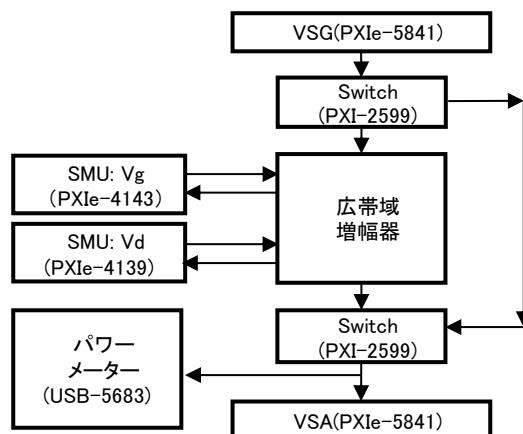 VSG(PXIe-5841)
Switch
(PXI-2599)
SMU: Vg
(PXIe-4143)
広帯域
増幅器
SMU: Vd
(PXIe-4139)
Switch
(PXI-2599)
パワー
メーター
(USB-5683)
VSA(PXIe-5841)